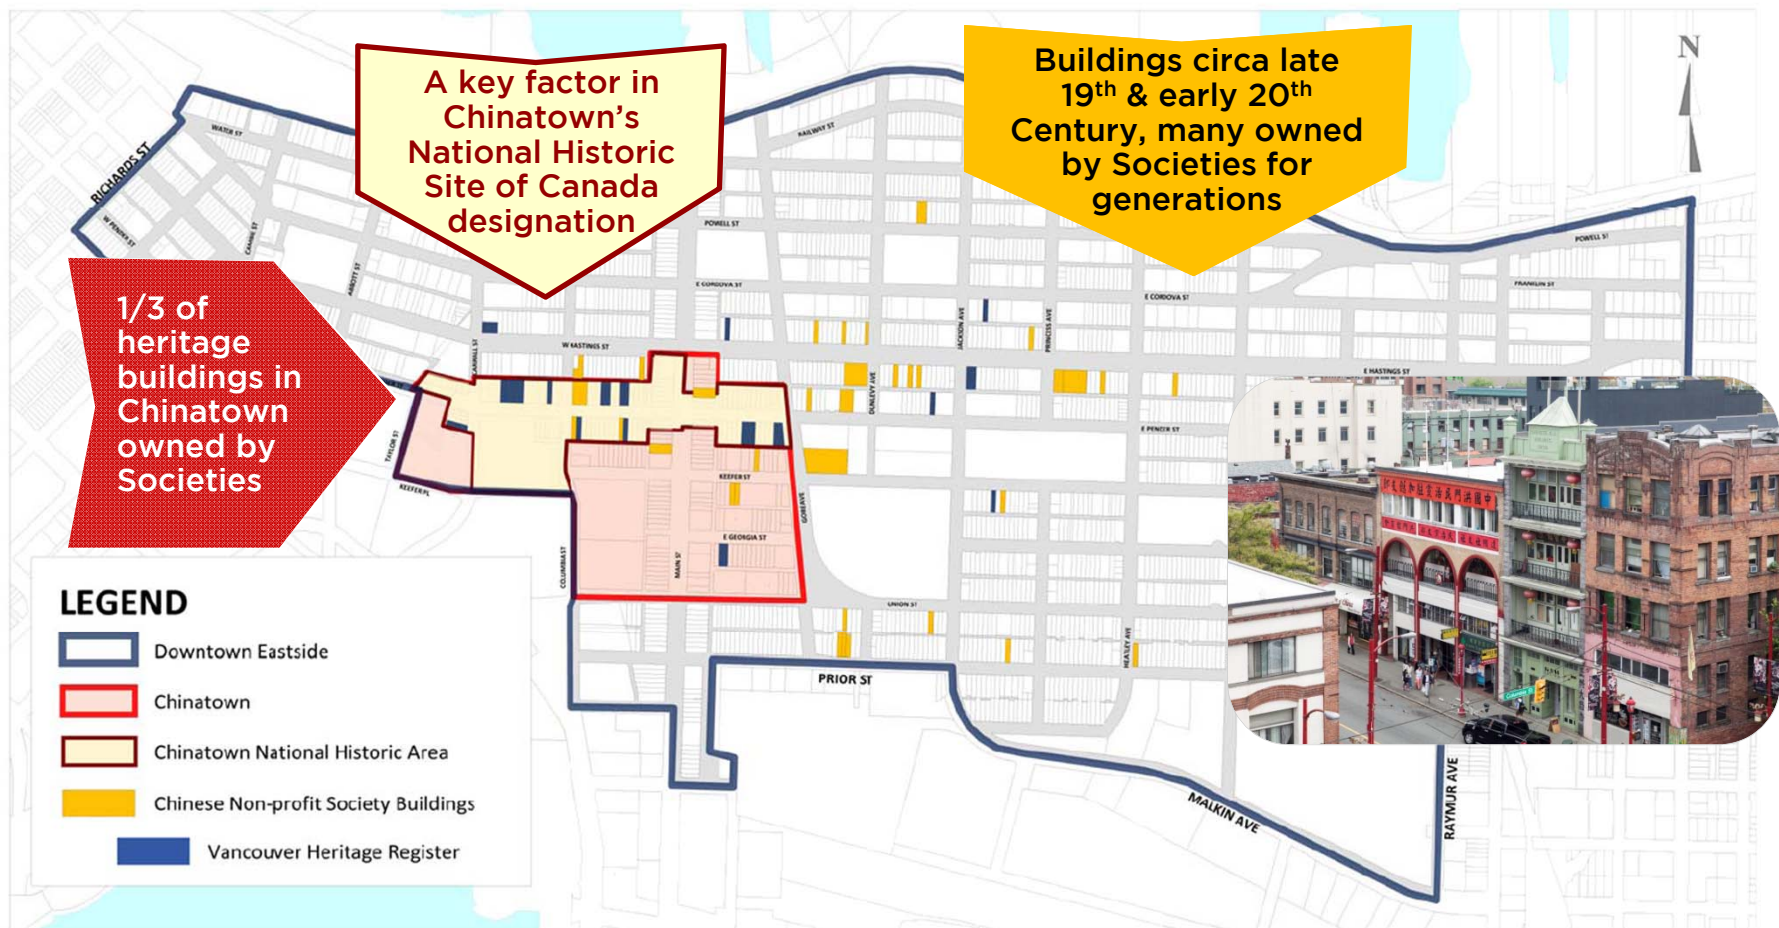 A key factor in
Chinatown's
National Historic
Site of Canada
designation
Buildings circa late
19th & early 20th
Century, many owned
by Societies for
generations
N
1/3 of
heritage
buildings in
Chinatown
owned by
Societies
RICHARDS ST
WATER ST
W PENDER ST
CAMBIE ST
ABBOTT ST
CARRALL ST
RAILWAY ST
POWELL ST
POWELL ST
E CORDOVA ST
E CORDOVA ST
FRANKLIN ST
W HASTINGS ST
E HASTINGS ST
JACKSON AVE
PRINCESS AVE
DUNLEVY AVE
E PENDER ST
TAYLOR ST
KEEFER PL
KEEFER ST
GORE AVE
E GEORGIA ST
MAIN ST
COLUMBIA ST
UNION ST
HEATLEY AVE
PRIOR ST
MALKIN AVE
RAYMUR AVE
Columbia St
LEGEND
Downtown Eastside
Chinatown
Chinatown National Historic Area
Chinese Non-profit Society Buildings
Vancouver Heritage Register